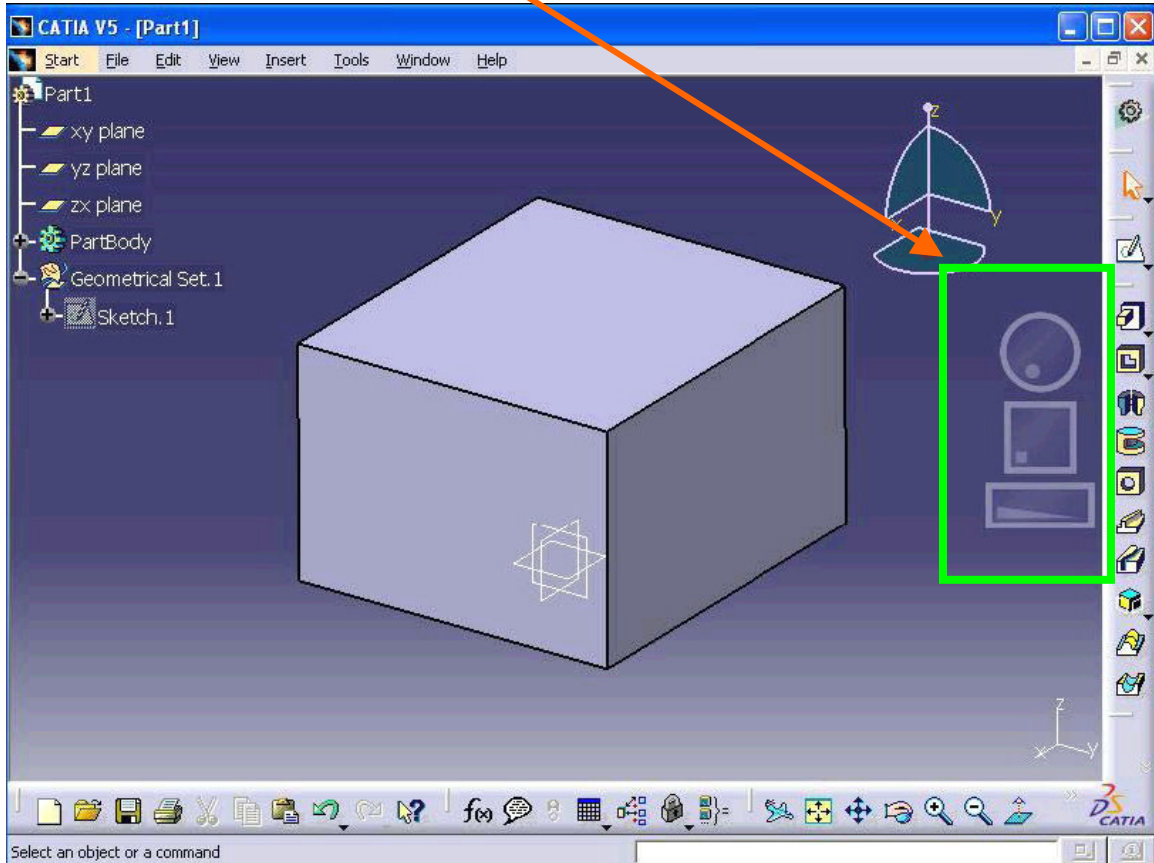 CATIA V5 - [Part1]
Start File Edit View Insert Tools Window Help
Part1
xy plane
yz plane
zx plane
PartBody
Geometrical Set.1
Sketch.1
z
x
y
z
x
y
f(x)
DS
CATIA
Select an object or a command